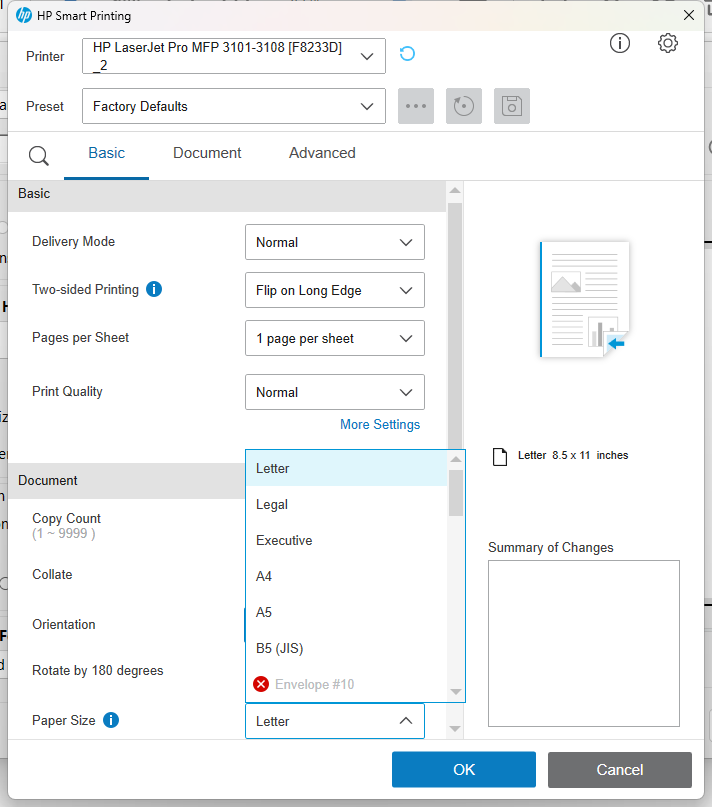 HP Smart Printing
Printer
HP LaserJet Pro MFP 3101-3108 [F8233D]
_2
Preset
Factory Defaults
Basic
Document
Advanced
Basic
Delivery Mode
Normal
Two-sided Printing
Flip on Long Edge
Pages per Sheet
1 page per sheet
Print Quality
Normal
More Settings
Letter 8.5 x 11 inches
Document
Copy Count
(1 ~ 9999 )
Collate
Orientation
Rotate by 180 degrees
Paper Size
Letter
Legal
Executive
A4
A5
B5 (JIS)
Envelope #10
Letter
Summary of Changes
OK
Cancel